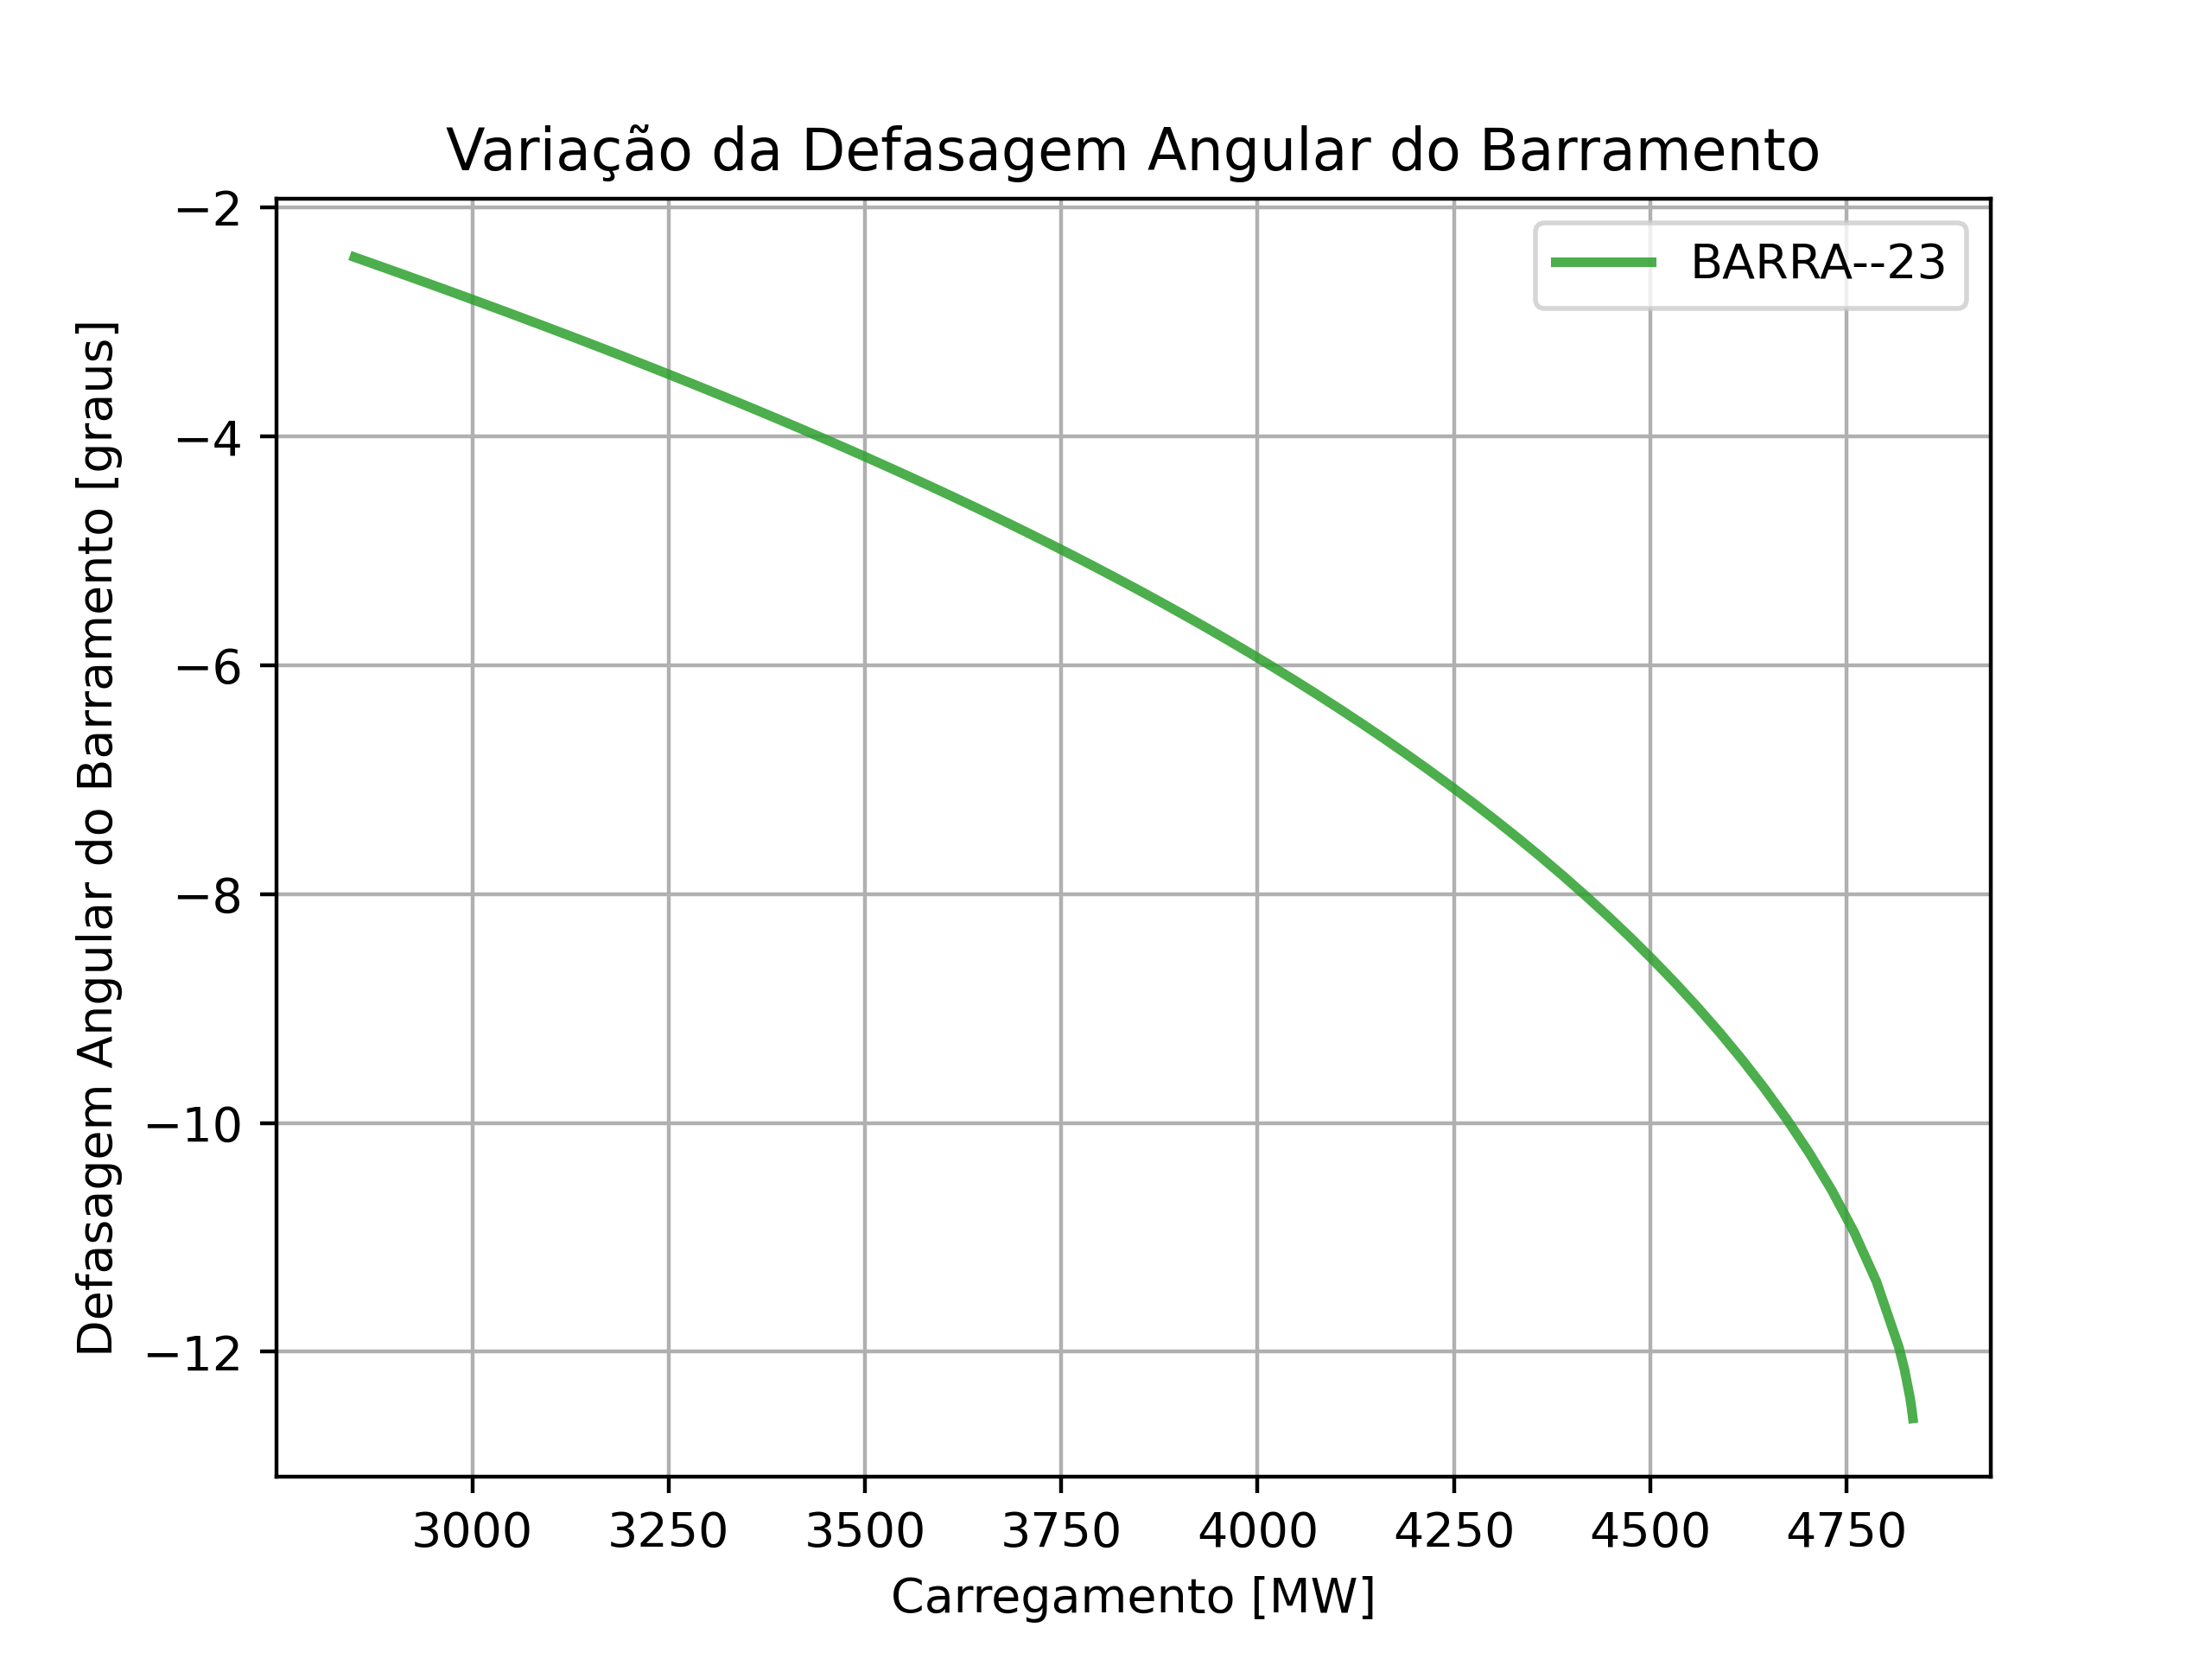 Variação da Defasagem Angular do Barramento
BARRA--23
Defasagem Angular do Barramento [graus]
−2
−4
−6
−8
−10
−12
3000 3250 3500 3750 4000 4250 4500 4750
Carregamento [MW]